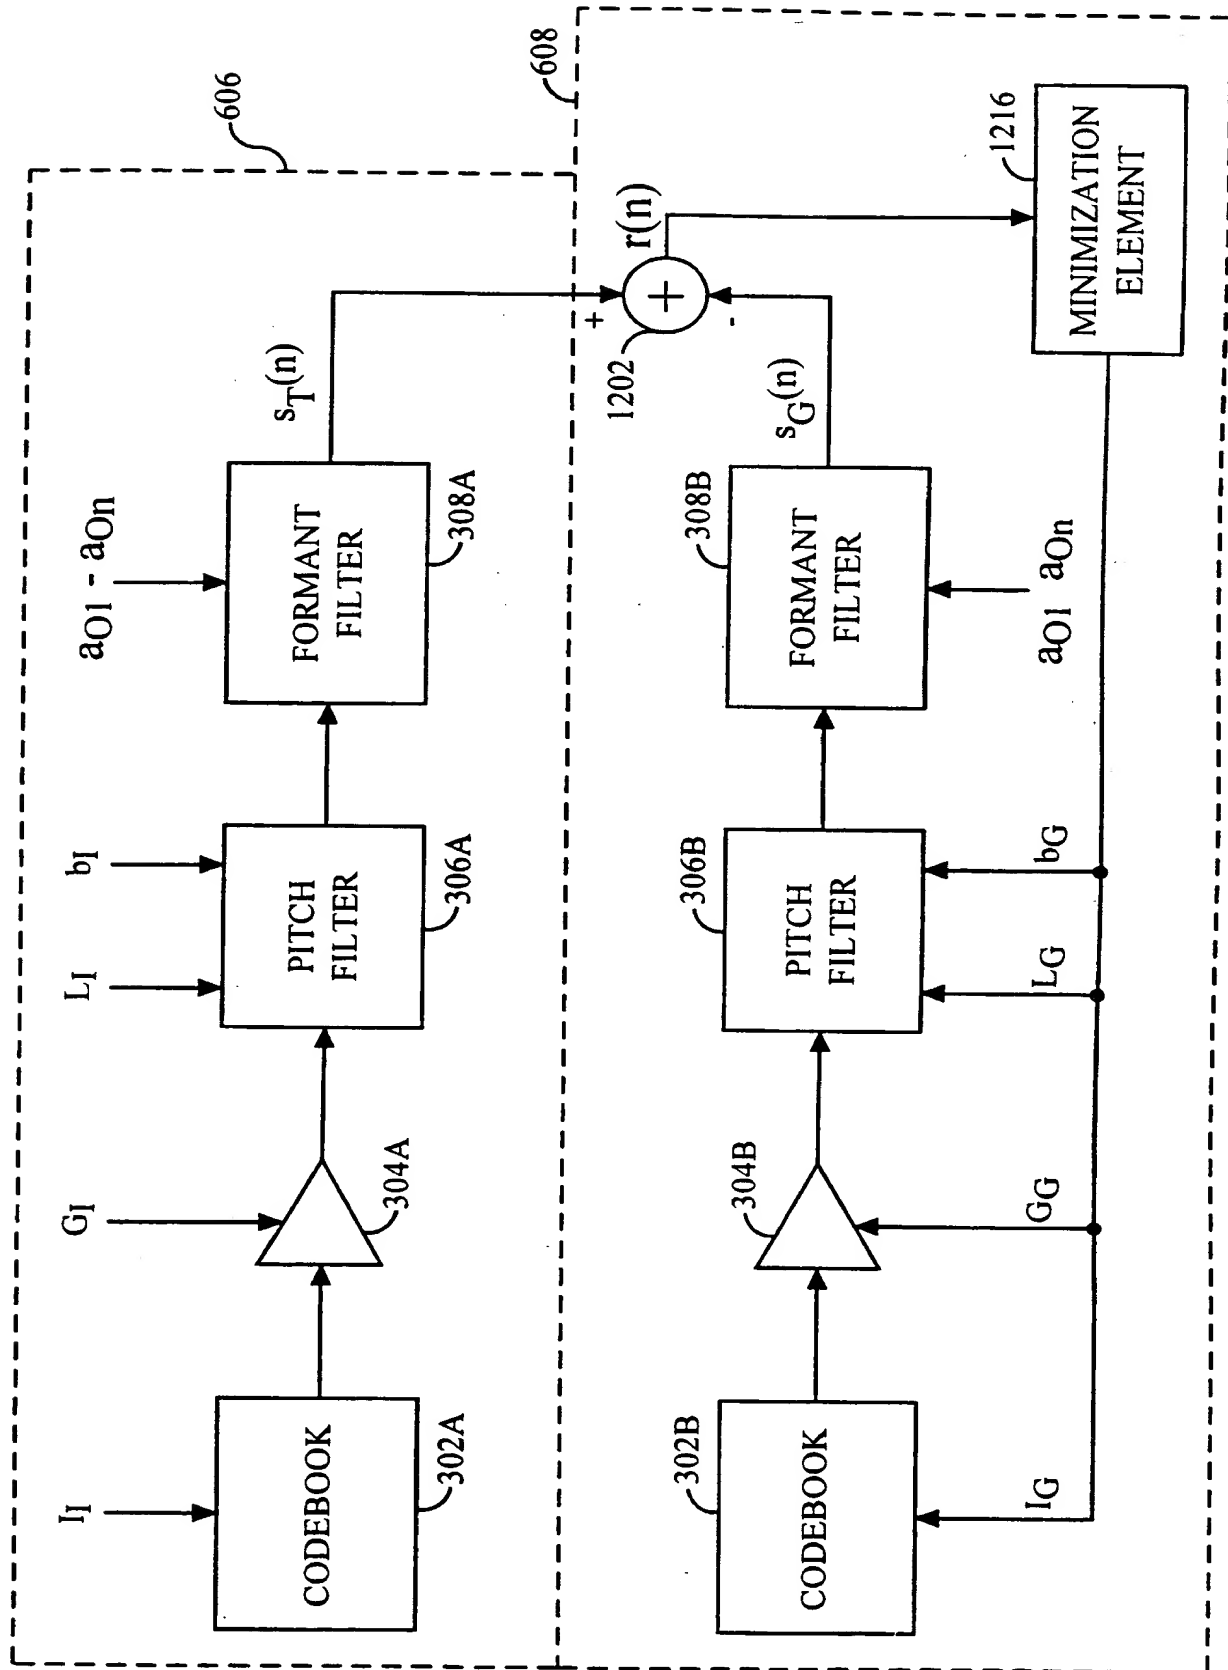 606
I_I
G_I
L_I
b_I
a_O1 - a_On
CODEBOOK
302A
304A
PITCH
FILTER
306A
FORMANT
FILTER
308A
s_T(n)
608
+
+
-
1202
r(n)
s_G(n)
CODEBOOK
302B
304B
PITCH
FILTER
306B
FORMANT
FILTER
308B
I_G
G_G
L_G
b_G
a_O1 a_On
MINIMIZATION
ELEMENT
1216